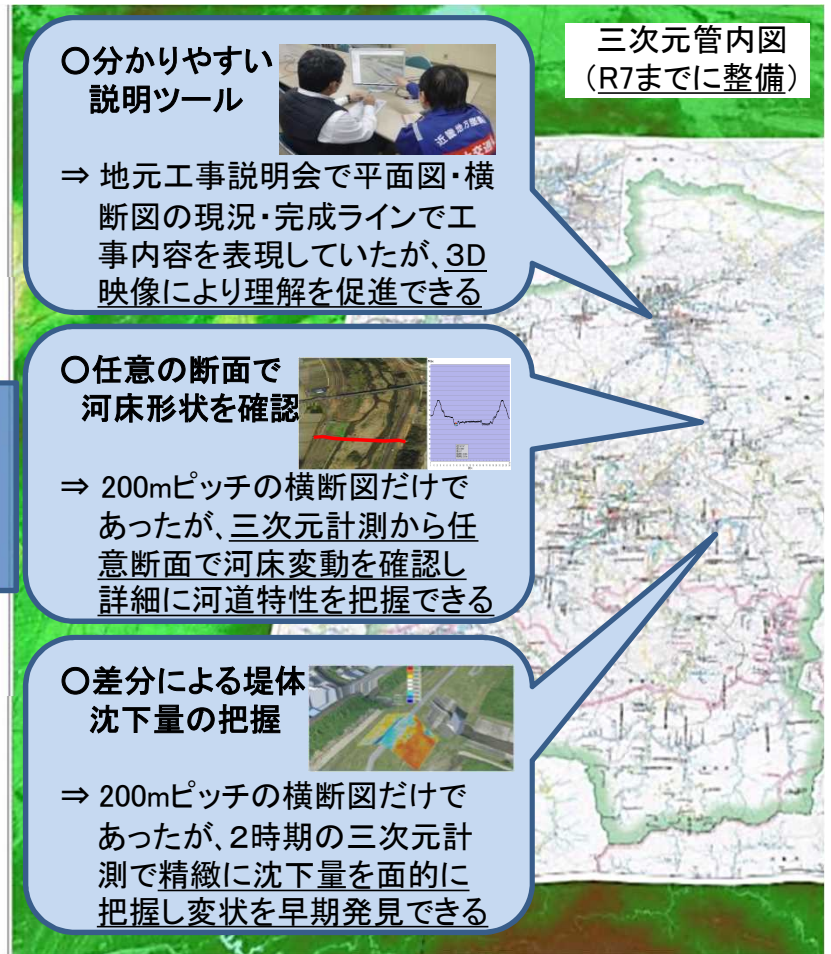 三次元管内図
（R7までに整備）
○分かりやすい
説明ツール
近畿地方整
⇒ 地元工事説明会で平面図・横
断図の現況・完成ラインで工
事内容を表現していたが、3D
映像により理解を促進できる
○任意の断面で
河床形状を確認
⇒ 200mピッチの横断図だけで
あったが、三次元計測から任
意断面で河床変動を確認し
詳細に河道特性を把握できる
○差分による堤体
沈下量の把握
⇒ 200mピッチの横断図だけで
あったが、２時期の三次元計
測で精緻に沈下量を面的に
把握し変状を早期発見できる